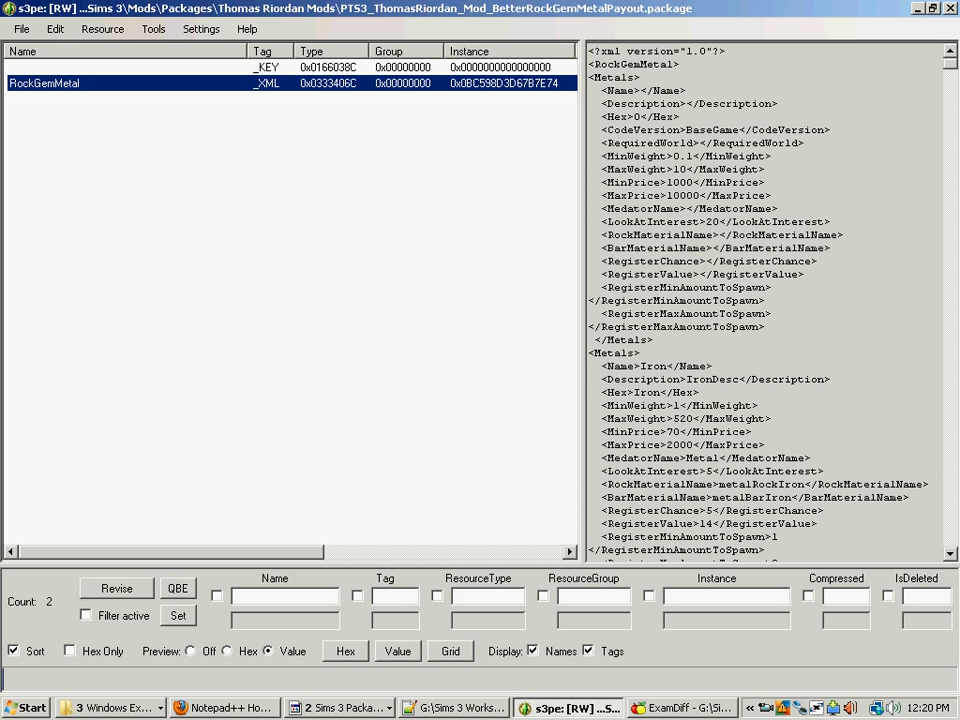 s3pe: [RW] ...Sims 3\Mods\Packages\Thomas Riordan Mods\PTS3_ThomasRiordan_Mod_BetterRockGemMetalPayout.package
File Edit Resource Tools Settings Help
Name Tag Type Group Instance
_KEY 0x0166038C 0x00000000 0x0000000000000000
RockGemMetal _XML 0x0333406C 0x00000000 0x0BC598D3D67B7E74
<?xml version="1.0"?>
<RockGemMetal>
<Metals>
<Name></Name>
<Description></Description>
<Hex>0</Hex>
<CodeVersion>BaseGame</CodeVersion>
<RequiredWorld></RequiredWorld>
<MinWeight>0.1</MinWeight>
<MaxWeight>10</MaxWeight>
<MinPrice>1000</MinPrice>
<MaxPrice>10000</MaxPrice>
<MedatorName></MedatorName>
<LookAtInterest>20</LookAtInterest>
<RockMaterialName></RockMaterialName>
<BarMaterialName></BarMaterialName>
<RegisterChance></RegisterChance>
<RegisterValue></RegisterValue>
<RegisterMinAmountToSpawn>
</RegisterMinAmountToSpawn>
<RegisterMaxAmountToSpawn>
</RegisterMaxAmountToSpawn>
</Metals>
<Metals>
<Name>Iron</Name>
<Description>IronDesc</Description>
<Hex>Iron</Hex>
<MinWeight>1</MinWeight>
<MaxWeight>520</MaxWeight>
<MinPrice>70</MinPrice>
<MaxPrice>2000</MaxPrice>
<MedatorName>Metal</MedatorName>
<LookAtInterest>5</LookAtInterest>
<RockMaterialName>metalRockIron</RockMaterialName>
<BarMaterialName>metalBarIron</BarMaterialName>
<RegisterChance>5</RegisterChance>
<RegisterValue>14</RegisterValue>
<RegisterMinAmountToSpawn>1
</RegisterMinAmountToSpawn>
Name Tag ResourceType ResourceGroup Instance Compressed IsDeleted
Count: 2 Revise QBE
Filter active Set
Sort Hex Only Preview: Off Hex Value Hex Value Grid Display: Names Tags
Start 3 Windows Ex... Notepad++ Ho... 2 Sims 3 Packa... G:\Sims 3 Works... s3pe: [RW] ...S... ExamDiff - G:\Si... « 12:20 PM